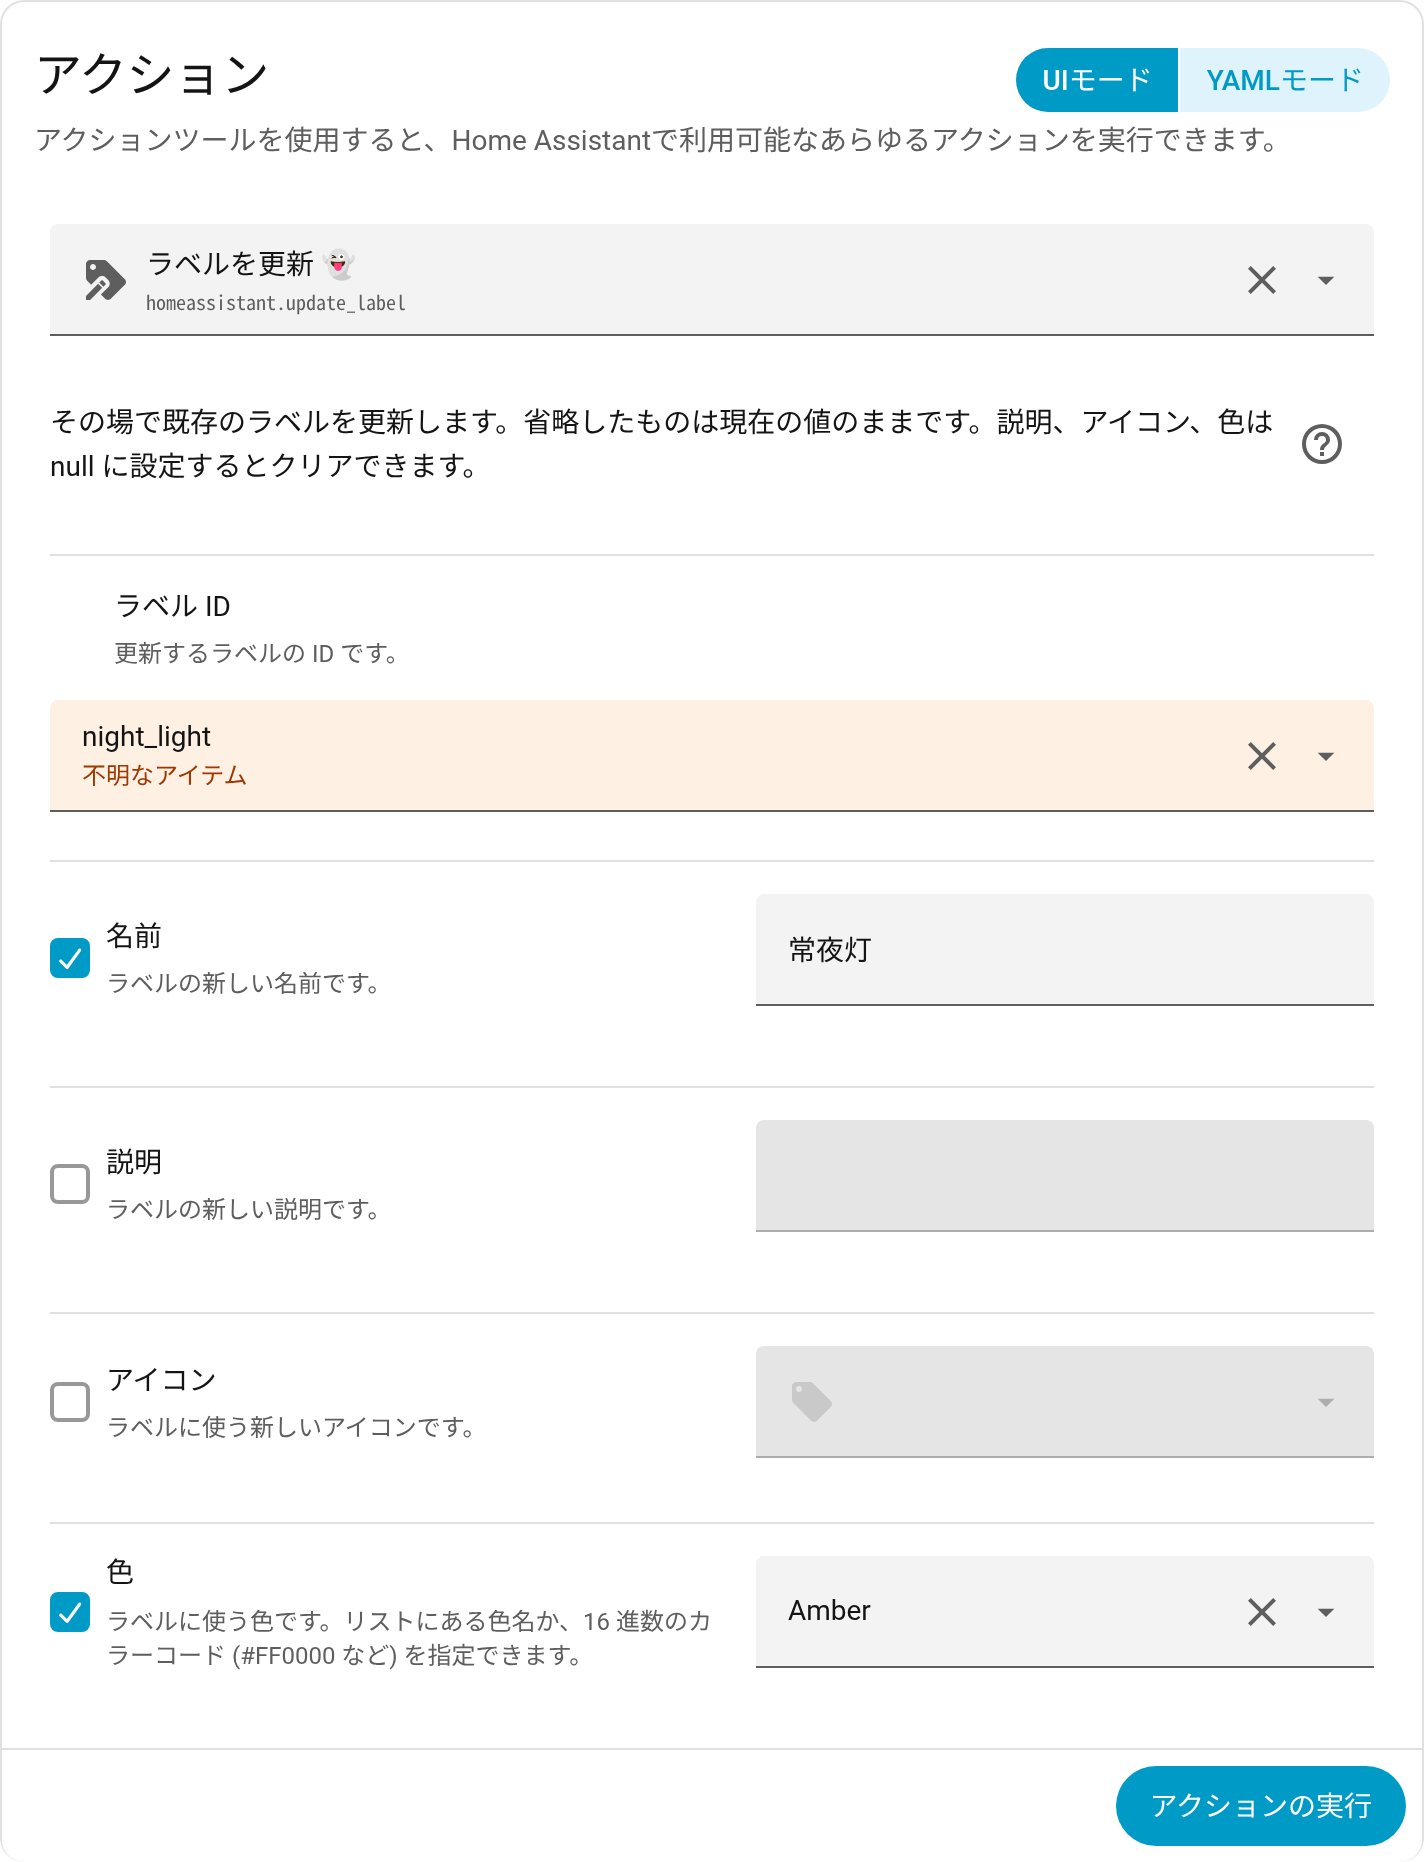 アクション
UIモード
YAMLモード
アクションツールを使用すると、Home Assistantで利用可能なあらゆるアクションを実行できます。
ラベルを更新 👻
homeassistant.update_label
その場で既存のラベルを更新します。省略したものは現在の値のままです。説明、アイコン、色は
null に設定するとクリアできます。
ラベル ID
更新するラベルの ID です。
night_light
不明なアイテム
名前
ラベルの新しい名前です。
常夜灯
説明
ラベルの新しい説明です。
アイコン
ラベルに使う新しいアイコンです。
色
ラベルに使う色です。リストにある色名か、16 進数のカ
ラーコード (#FF0000 など) を指定できます。
Amber
アクションの実行